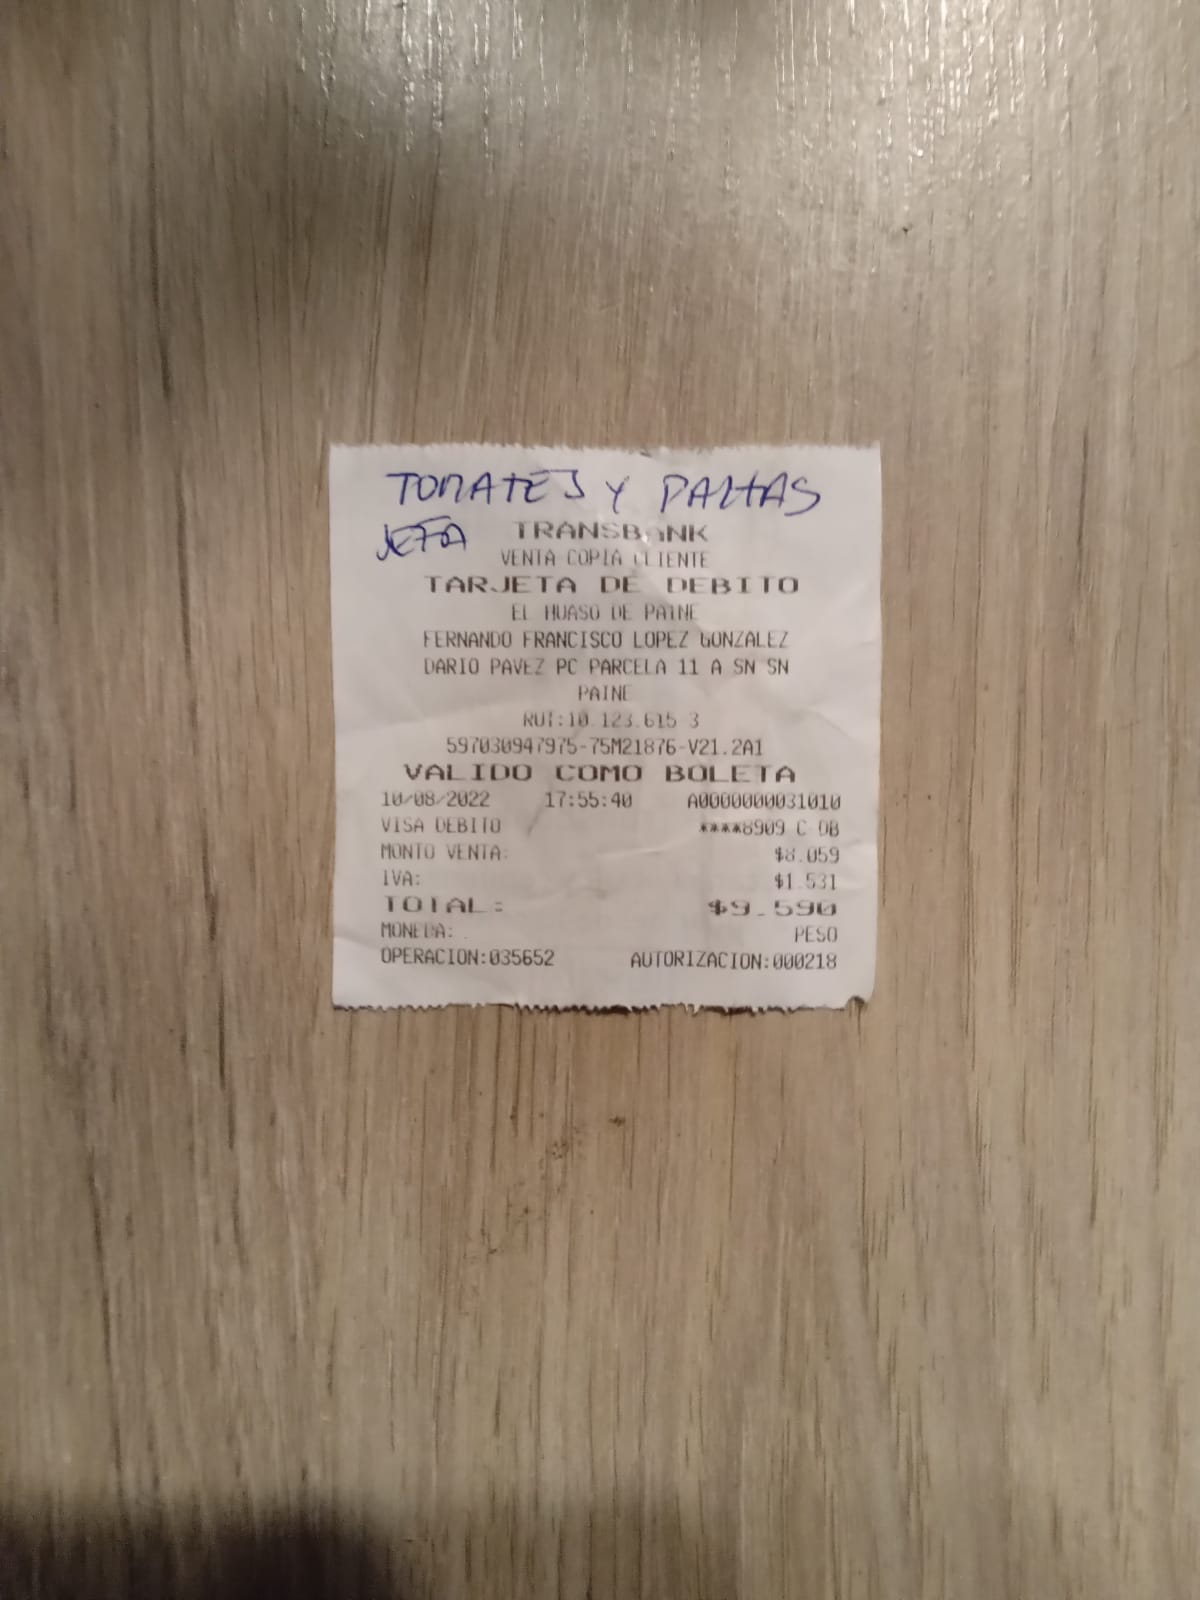 TOMATES Y PALTAS
JEFA TRANSBANK
VENTA COPIA CLIENTE
TARJETA DE DEBITO
EL HUASO DE PAINE
FERNANDO FRANCISCO LOPEZ GONZALEZ
DARIO PAVEZ PC PARCELA 11 A SN SN
PAINE
RUT:10.123.615 3
597030947975-75M21876-V21.2A1
VALIDO COMO BOLETA
10/08/2022 17:55:40 A0000000031010
VISA DEBITO ****8909 C DB
MONTO VENTA: $8.059
IVA: $1.531
TOTAL: $9.590
MONEDA: PESO
OPERACION:035652 AUTORIZACION:000218